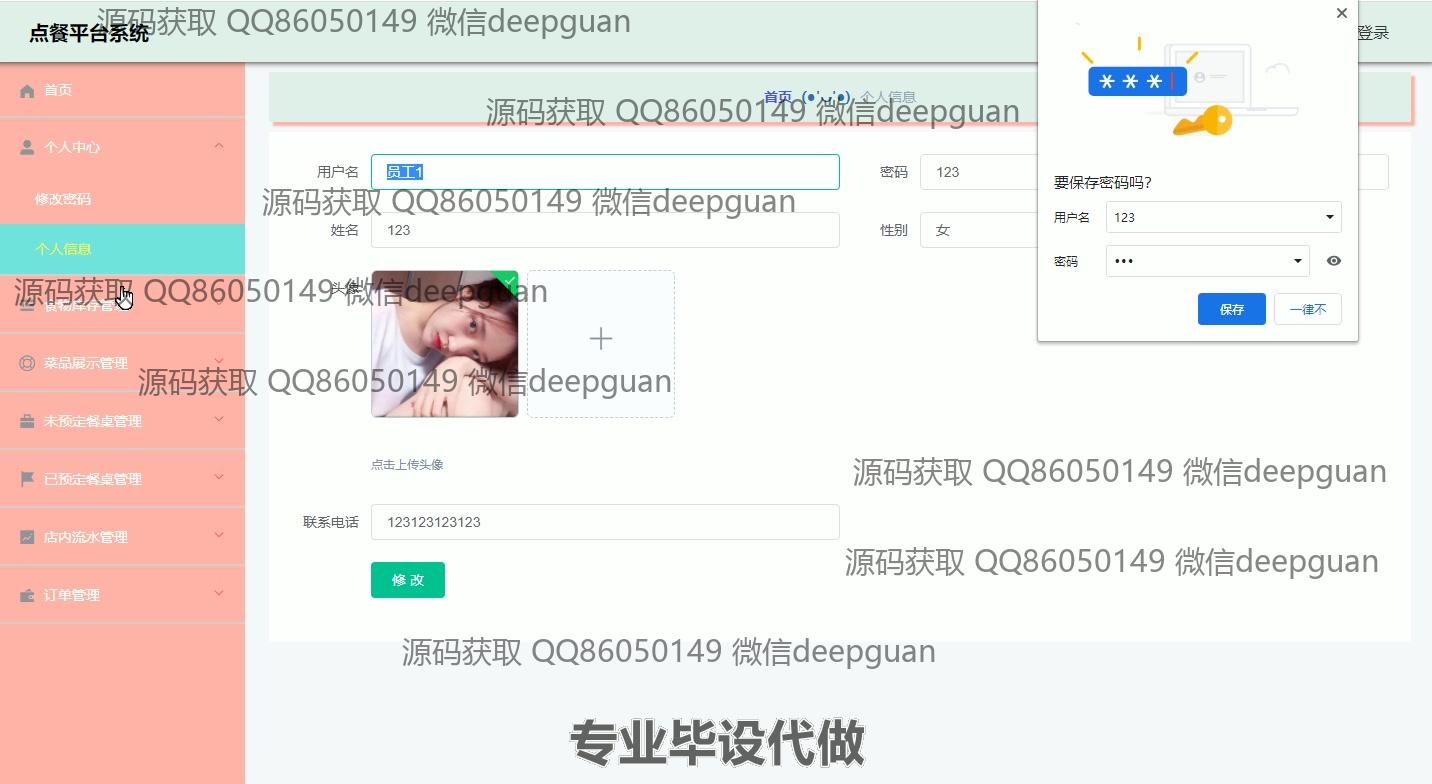 源码获取 QQ86050149 微信deepguan
点餐平台系统
登录
首页
个人中心
修改密码
个人信息
菜品展示管理
未预定餐桌管理
已预定餐桌管理
店内流水管理
订单管理
首页 (●'◡'●) 个人信息
源码获取 QQ86050149 微信deepguan
用户名 员工1
密码 123
源码获取 QQ86050149 微信deepguan
姓名 123
性别 女
头像
源码获取 QQ86050149 微信deepguan
源码获取 QQ86050149 微信deepguan
点击上传头像
源码获取 QQ86050149 微信deepguan
联系电话 123123123123
源码获取 QQ86050149 微信deepguan
修 改
源码获取 QQ86050149 微信deepguan
专业毕设代做
***
要保存密码吗?
用户名 123
密码 •••
保存 一律不